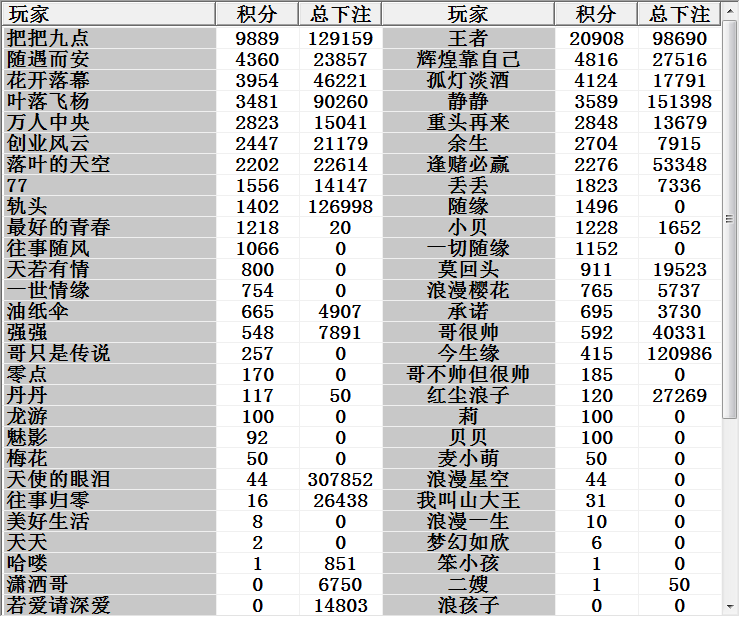 玩家 积分 总下注 玩家 积分 总下注
把把九点 9889 129159 王者 20908 98690
随遇而安 4360 23857 辉煌靠自己 4816 27516
花开落幕 3954 46221 孤灯淡酒 4124 17791
叶落飞杨 3481 90260 静静 3589 151398
万人中央 2823 15041 重头再来 2848 13679
创业风云 2447 21179 余生 2704 7915
落叶的天空 2202 22614 逢赌必赢 2276 53348
77 1556 14147 丢丢 1823 7336
轨头 1402 126998 随缘 1496 0
最好的青春 1218 20 小贝 1228 1652
往事随风 1066 0 一切随缘 1152 0
天若有情 800 0 莫回头 911 19523
一世情缘 754 0 浪漫樱花 765 5737
油纸伞 665 4907 承诺 695 3730
强强 548 7891 哥很帅 592 40331
哥只是传说 257 0 今生缘 415 120986
零点 170 0 哥不帅但很帅 185 0
丹丹 117 50 红尘浪子 120 27269
龙游 100 0 莉 100 0
魅影 92 0 贝贝 100 0
梅花 50 0 麦小萌 50 0
天使的眼泪 44 307852 浪漫星空 44 0
往事归零 16 26438 我叫山大王 31 0
美好生活 8 0 浪漫一生 10 0
天天 2 0 梦幻如欣 6 0
哈喽 1 851 笨小孩 1 0
潇洒哥 0 6750 二嫂 1 50
若爱请深爱 0 14803 浪孩子 0 0